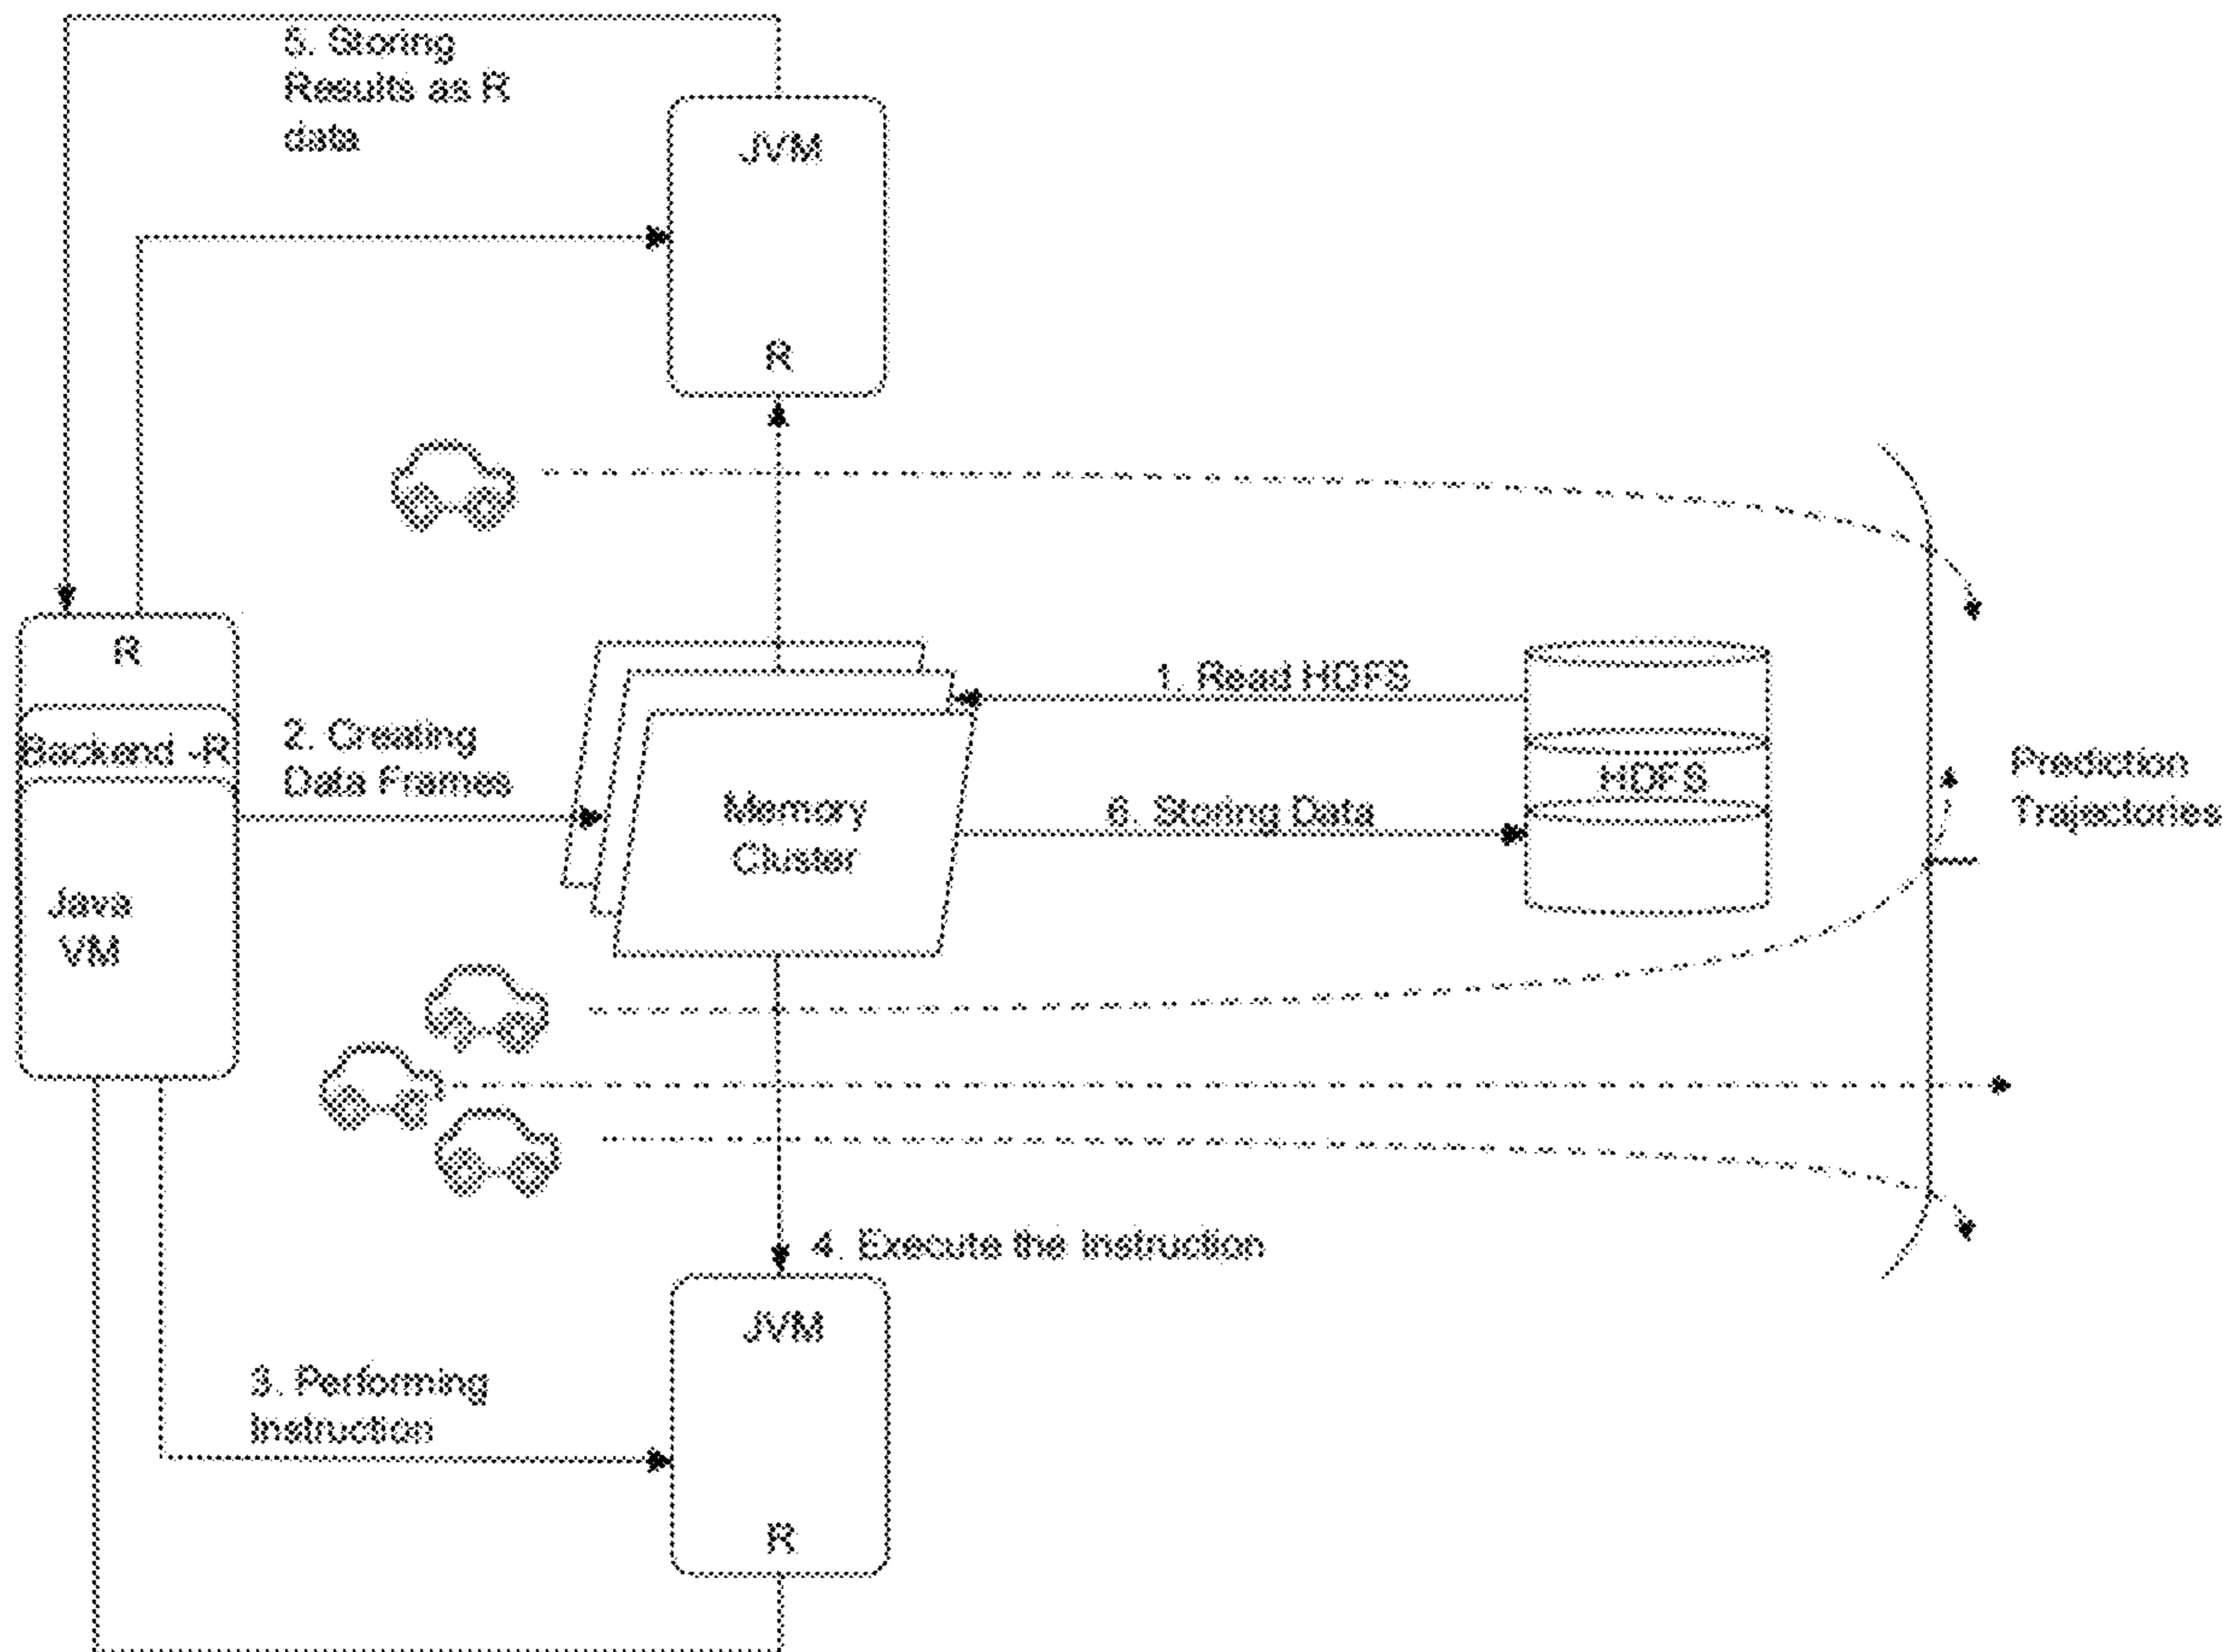 5. Storing
Results as R
data
JVM
R
R
Backend -R
Java
VM
2. Creating
Data Frames
Memory
Cluster
1. Read HDFS
6. Storing Data
HDFS
Prediction
Trajectories
4. Execute the Instruction
JVM
R
3. Performing
Instruction